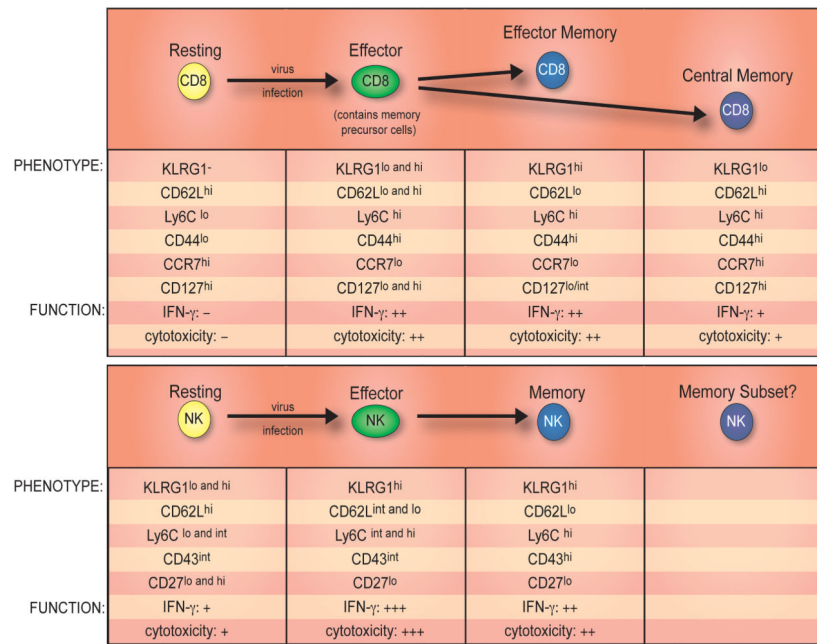 Resting
Effector
Effector Memory
Central Memory
CD8
virus
infection
CD8
CD8
CD8
(contains memory
precursor cells)
PHENOTYPE:
KLRG1- KLRG1lo and hi KLRG1hi KLRG1lo
CD62Lhi CD62Llo and hi CD62Llo CD62Lhi
Ly6C lo Ly6C hi Ly6C hi Ly6C hi
CD44lo CD44hi CD44hi CD44hi
CCR7hi CCR7lo CCR7lo CCR7hi
CD127hi CD127lo and hi CD127lo/int CD127hi
FUNCTION: IFN-γ: – IFN-γ: ++ IFN-γ: ++ IFN-γ: +
cytotoxicity: – cytotoxicity: ++ cytotoxicity: ++ cytotoxicity: +
Resting Effector Memory Memory Subset?
NK
virus
infection
NK
NK
NK
PHENOTYPE: KLRG1lo and hi KLRG1hi KLRG1hi
CD62Lhi CD62Lint and lo CD62Llo
Ly6C lo and int Ly6C int and hi Ly6C hi
CD43int CD43int CD43hi
CD27lo and hi CD27lo CD27lo
FUNCTION: IFN-γ: + IFN-γ: +++ IFN-γ: ++
cytotoxicity: + cytotoxicity: +++ cytotoxicity: ++